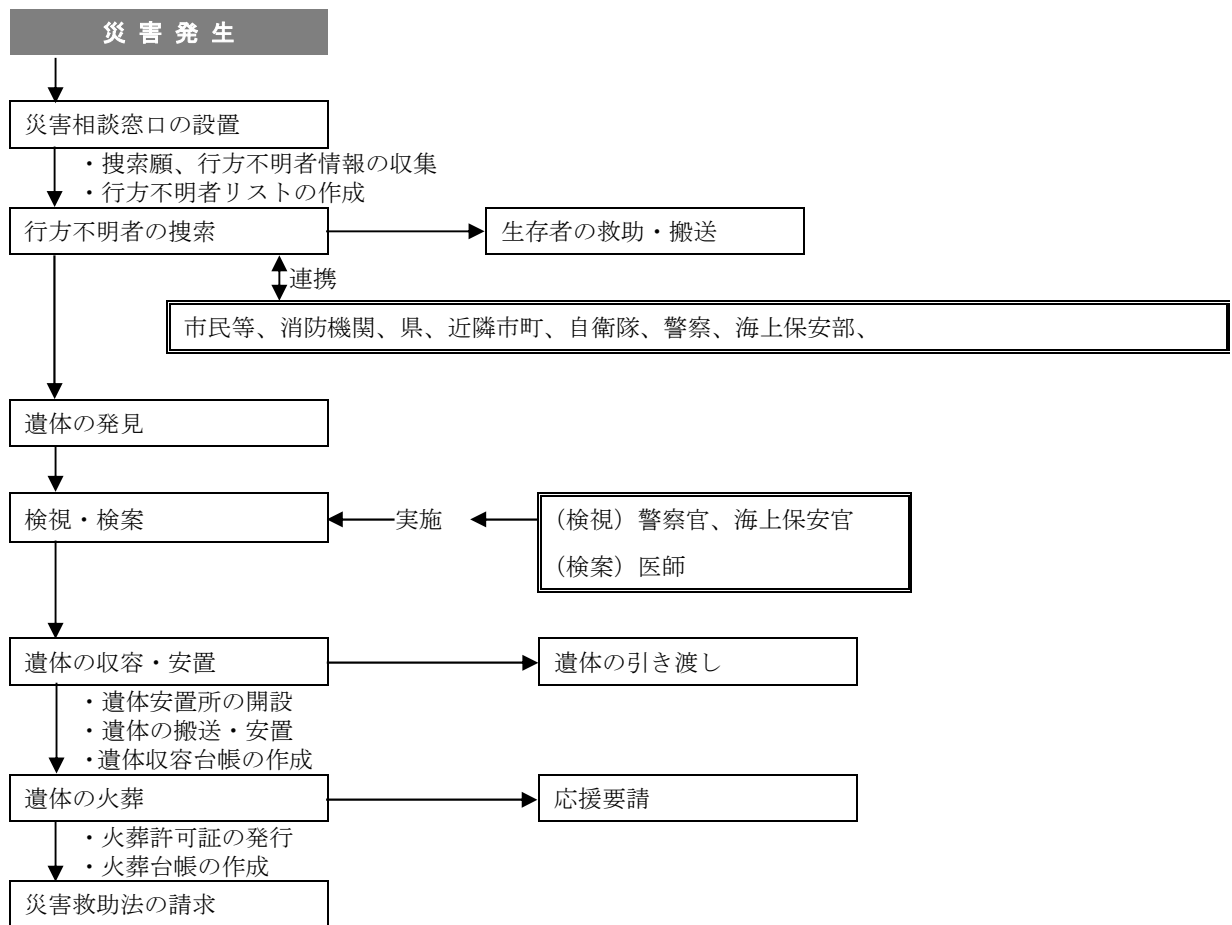 災害発生
災害相談窓口の設置
・捜索願、行方不明者情報の収集
・行方不明者リストの作成
行方不明者の捜索
生存者の救助・搬送
連携
市民等、消防機関、県、近隣市町、自衛隊、警察、海上保安部、
遺体の発見
検視・検案
実施
（検視）警察官、海上保安官
（検案）医師
遺体の収容・安置
遺体の引き渡し
・遺体安置所の開設
・遺体の搬送・安置
・遺体収容台帳の作成
遺体の火葬
応援要請
・火葬許可証の発行
・火葬台帳の作成
災害救助法の請求